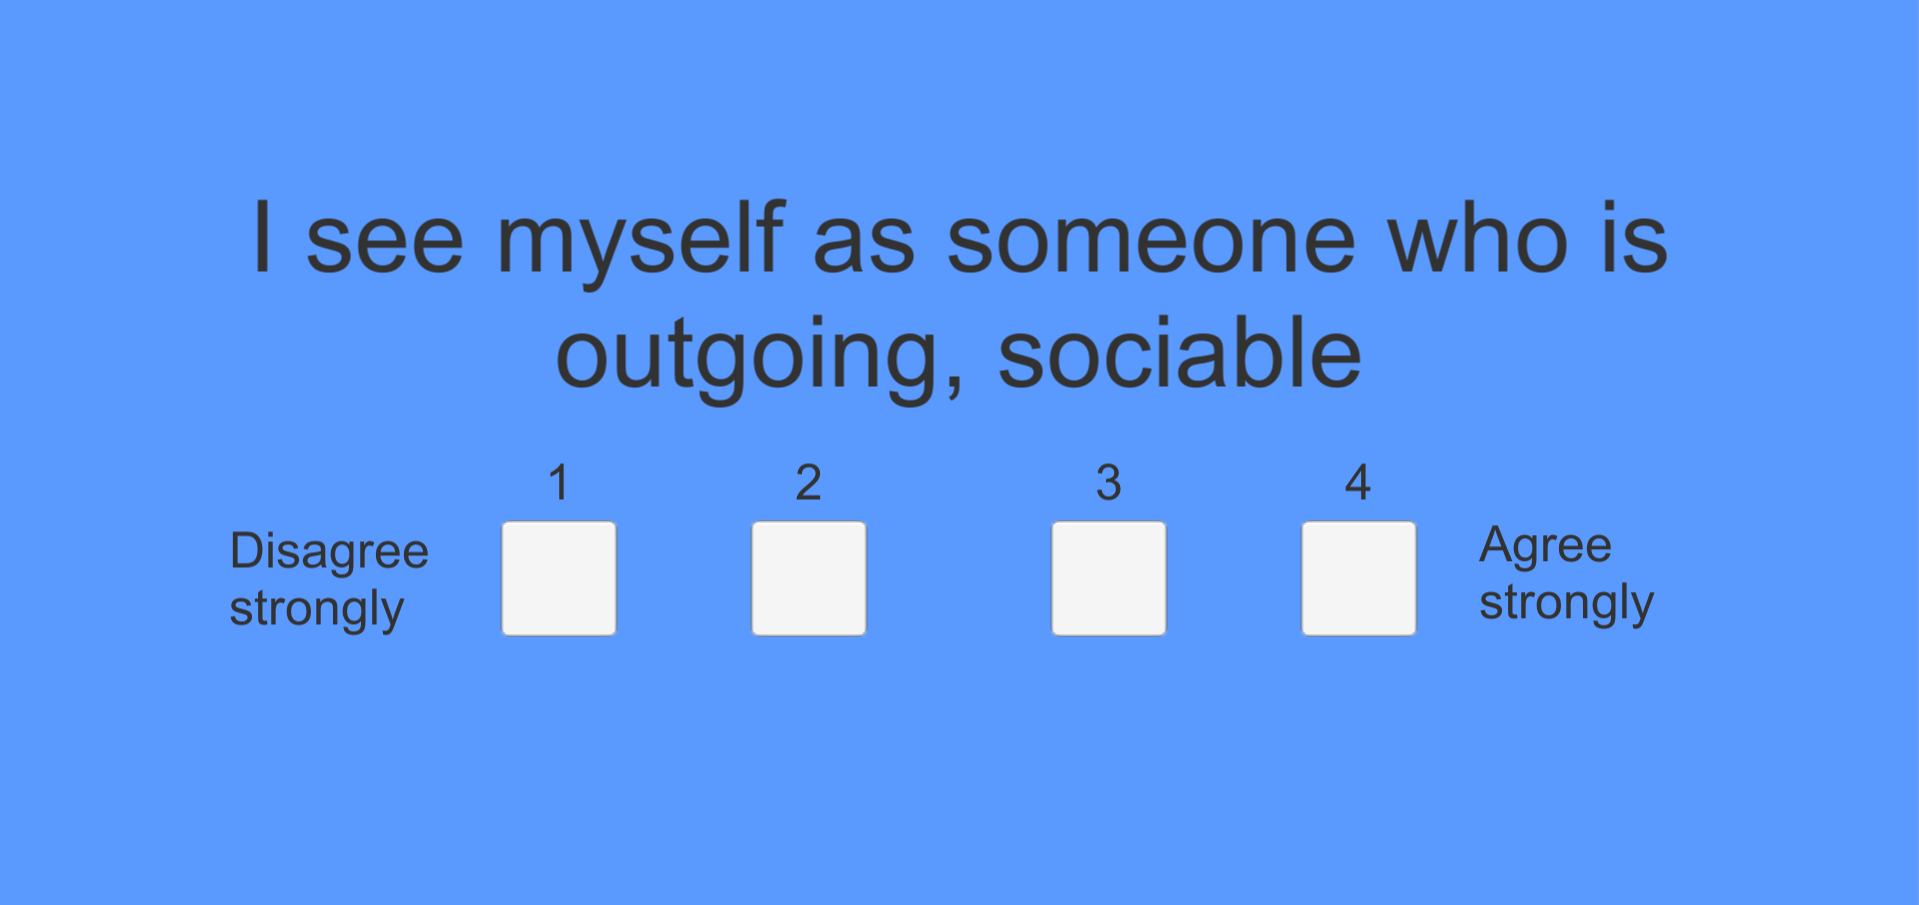 I see myself as someone who is
outgoing, sociable
1 2 3 4
Disagree
strongly
Agree
strongly